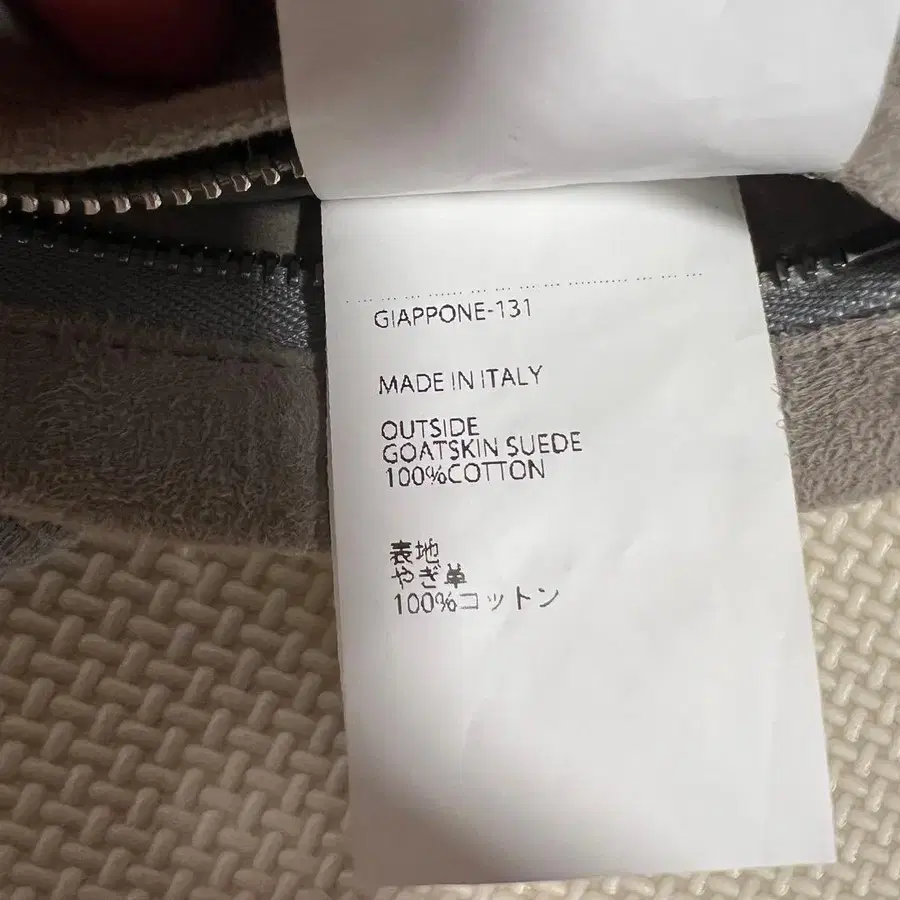 GIAPPONE-131
MADE IN ITALY
OUTSIDE
GOATSKIN SUEDE
100%COTTON
表地
やぎ単
100%コットン